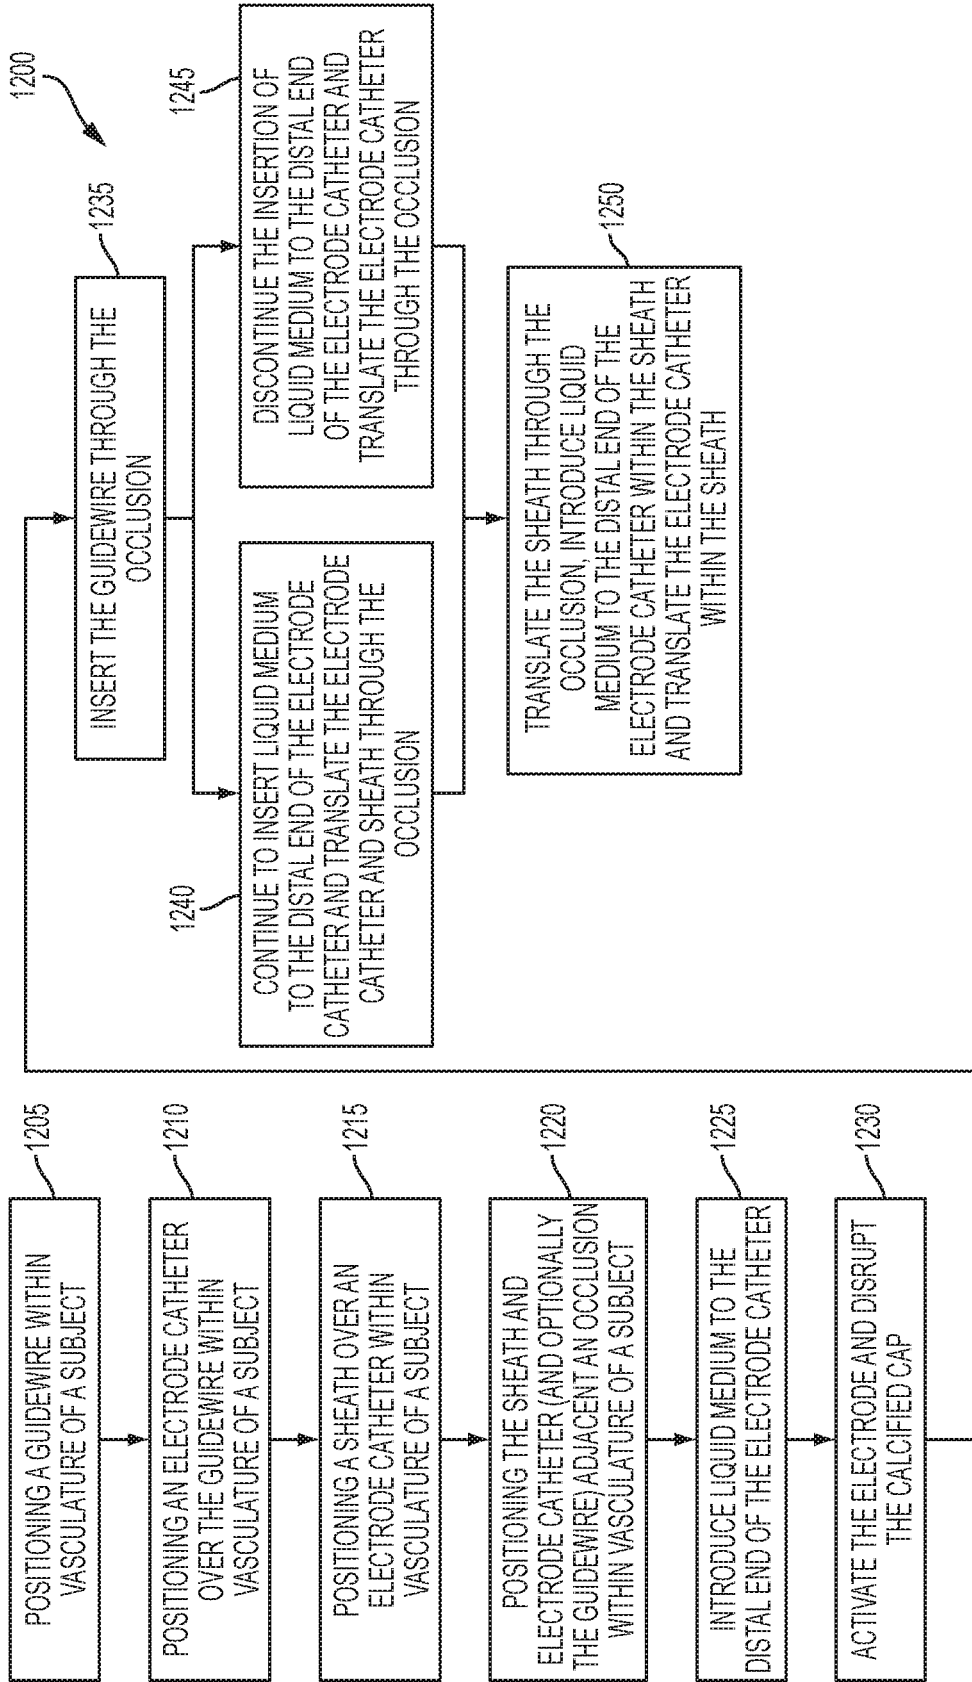 1200
POSITIONING A GUIDEWIRE WITHIN
VASCULATURE OF A SUBJECT
1205
POSITIONING AN ELECTRODE CATHETER
OVER THE GUIDEWIRE WITHIN
VASCULATURE OF A SUBJECT
1210
POSITIONING A SHEATH OVER AN
ELECTRODE CATHETER WITHIN
VASCULATURE OF A SUBJECT
1215
POSITIONING THE SHEATH AND
ELECTRODE CATHETER (AND OPTIONALLY
THE GUIDEWIRE) ADJACENT AN OCCLUSION
WITHIN VASCULATURE OF A SUBJECT
1220
INTRODUCE LIQUID MEDIUM TO THE
DISTAL END OF THE ELECTRODE CATHETER
1225
ACTIVATE THE ELECTRODE AND DISRUPT
THE CALCIFIED CAP
1230
INSERT THE GUIDEWIRE THROUGH THE
OCCLUSION
1235
1240
CONTINUE TO INSERT LIQUID MEDIUM
TO THE DISTAL END OF THE ELECTRODE
CATHETER AND TRANSLATE THE ELECTRODE
CATHETER AND SHEATH THROUGH THE
OCCLUSION
1245
DISCONTINUE THE INSERTION OF
LIQUID MEDIUM TO THE DISTAL END
OF THE ELECTRODE CATHETER AND
TRANSLATE THE ELECTRODE CATHETER
THROUGH THE OCCLUSION
1250
TRANSLATE THE SHEATH THROUGH THE
OCCLUSION, INTRODUCE LIQUID
MEDIUM TO THE DISTAL END OF THE
ELECTRODE CATHETER WITHIN THE SHEATH
AND TRANSLATE THE ELECTRODE CATHETER
WITHIN THE SHEATH